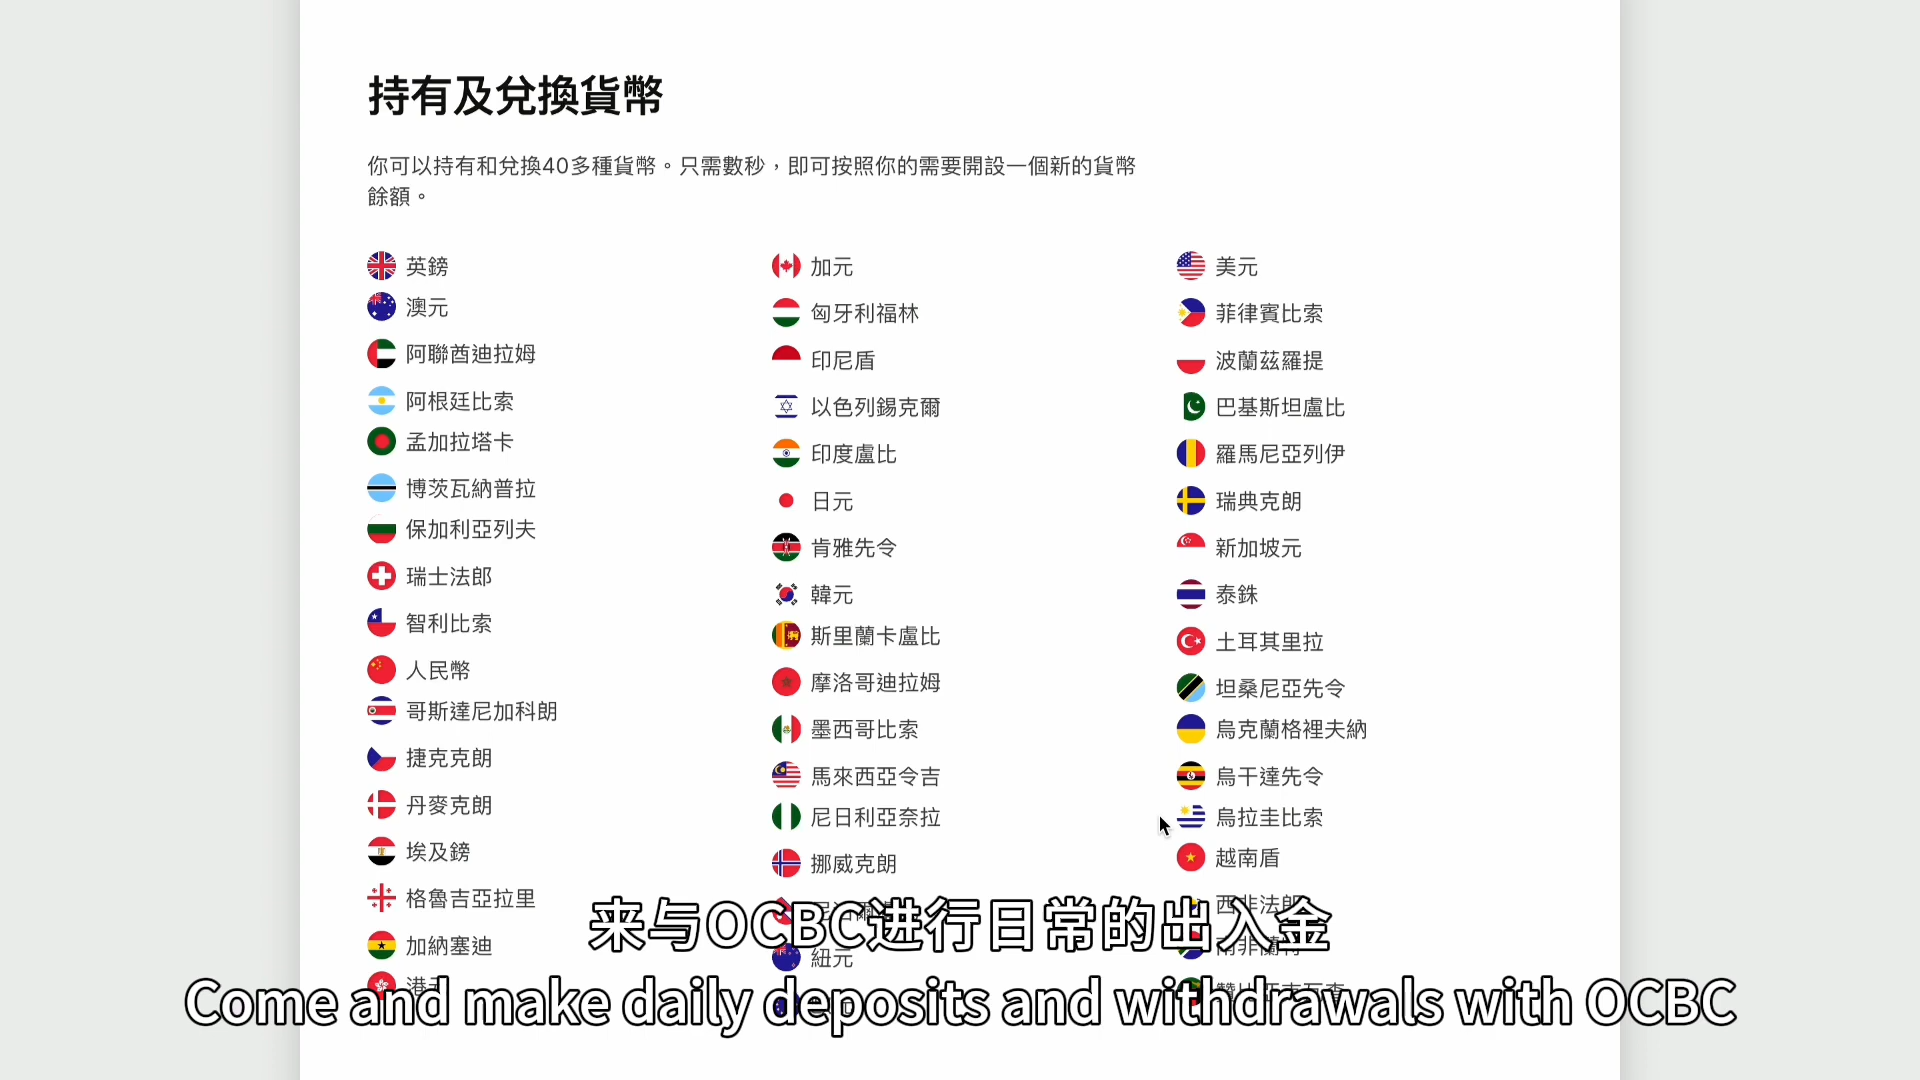 持有及兌換貨幣
你可以持有和兌換40多種貨幣。只需數秒，即可按照你的需要開設一個新的貨幣
餘額。
英鎊
澳元
阿聯酋迪拉姆
阿根廷比索
孟加拉塔卡
博茨瓦納普拉
保加利亞列夫
瑞士法郎
智利比索
人民幣
哥斯達尼加科朗
捷克克朗
丹麥克朗
埃及鎊
格魯吉亞拉里
加納塞迪
港元
加元
匈牙利福林
印尼盾
以色列錫克爾
印度盧比
日元
肯雅先令
韓元
斯里蘭卡盧比
摩洛哥迪拉姆
墨西哥比索
馬來西亞令吉
尼日利亞奈拉
挪威克朗
紐元
美元
菲律賓比索
波蘭茲羅提
巴基斯坦盧比
羅馬尼亞列伊
瑞典克朗
新加坡元
泰銖
土耳其里拉
坦桑尼亞先令
烏克蘭格裡夫納
烏干達先令
烏拉圭比索
越南盾
西非法郎
南非蘭特
来与OCBC进行日常的出入金
Come and make daily deposits and withdrawals with OCBC